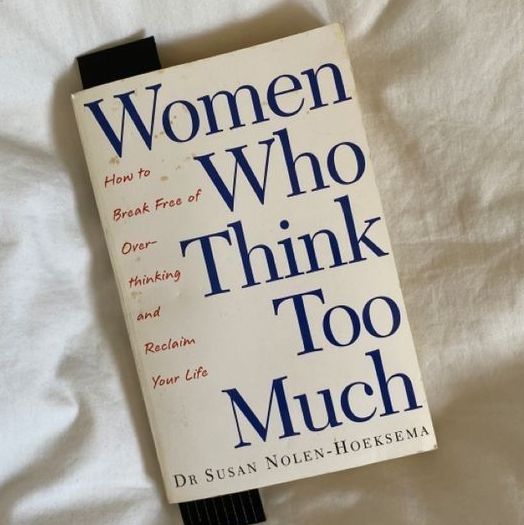 Women
Who
Think
Too
Much
How to
Break Free of
Over-
thinking
and
Reclaim
Your Life
DR SUSAN NOLEN-HOEKSEMA